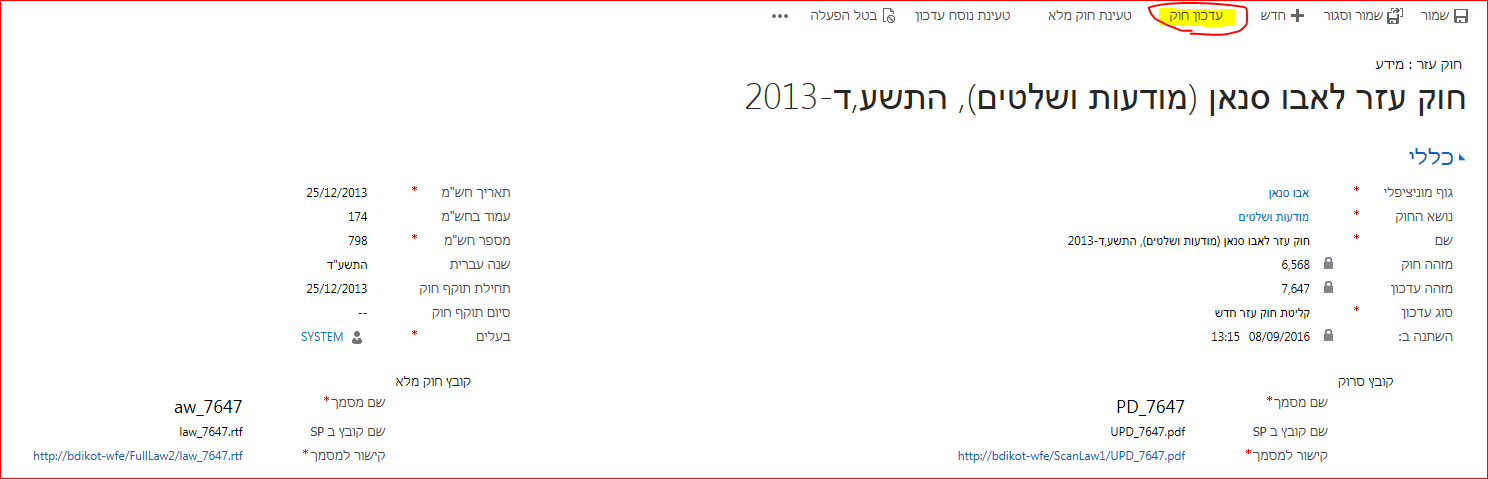 שמור שמור וסגור חדש עדכון חוק טעינת חוק מלא טעינת נוסח עדכון בטל הפעלה •••
חוק עזר : מידע
חוק עזר לאבו סנאן (מודעות ושלטים), התשע,ד-2013
כללי
גוף מוניציפלי * אבו סנאן תאריך חש"מ * 25/12/2013
נושא החוק * מודעות ושלטים עמוד בחש"מ 174
שם * חוק עזר לאבו סנאן (מודעות ושלטים), התשע,ד-2013 מספר חש"מ * 798
מזהה חוק 6,568 שנה עברית התשע"ד
מזהה עדכון 7,647 תחילת תוקף חוק 25/12/2013
סוג עדכון * קליטת חוק עזר חדש סיום תוקף חוק --
השתנה ב: 08/09/2016 13:15 בעלים * SYSTEM
קובץ סרוק קובץ חוק מלא
שם מסמך* PD_7647 שם מסמך* aw_7647
שם קובץ ב SP UPD_7647.pdf שם קובץ ב SP law_7647.rtf
קישור למסמך* http://bdikot-wfe/ScanLaw1/UPD_7647.pdf קישור למסמך* http://bdikot-wfe/FullLaw2/law_7647.rtf